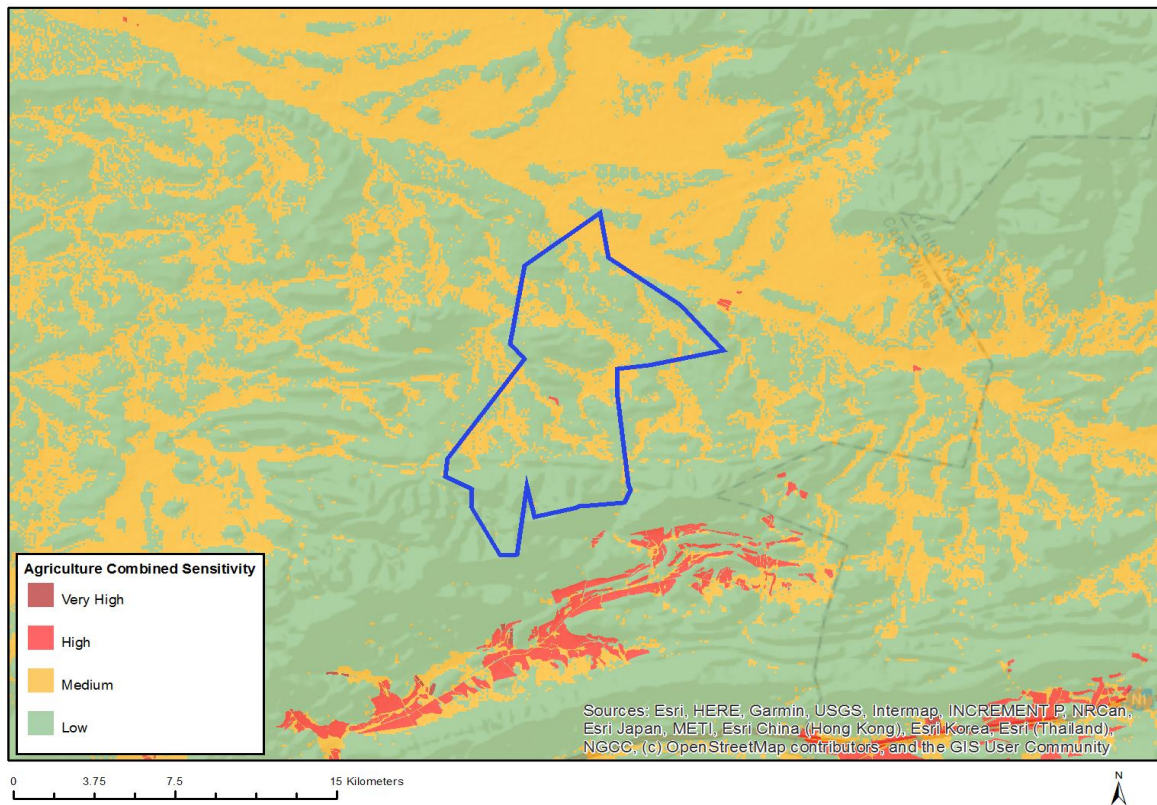 Agriculture Combined Sensitivity
Very High
High
Medium
Low
Sources: Esri, HERE, Garmin, USGS, Intermap, INCREMENT P, NRCan,
Esri Japan, METI, Esri China (Hong Kong), Esri Korea, Esri (Thailand),
NGCC, (c) OpenStreetMap contributors, and the GIS User Community
0 3.75 7.5 15 Kilometers
N